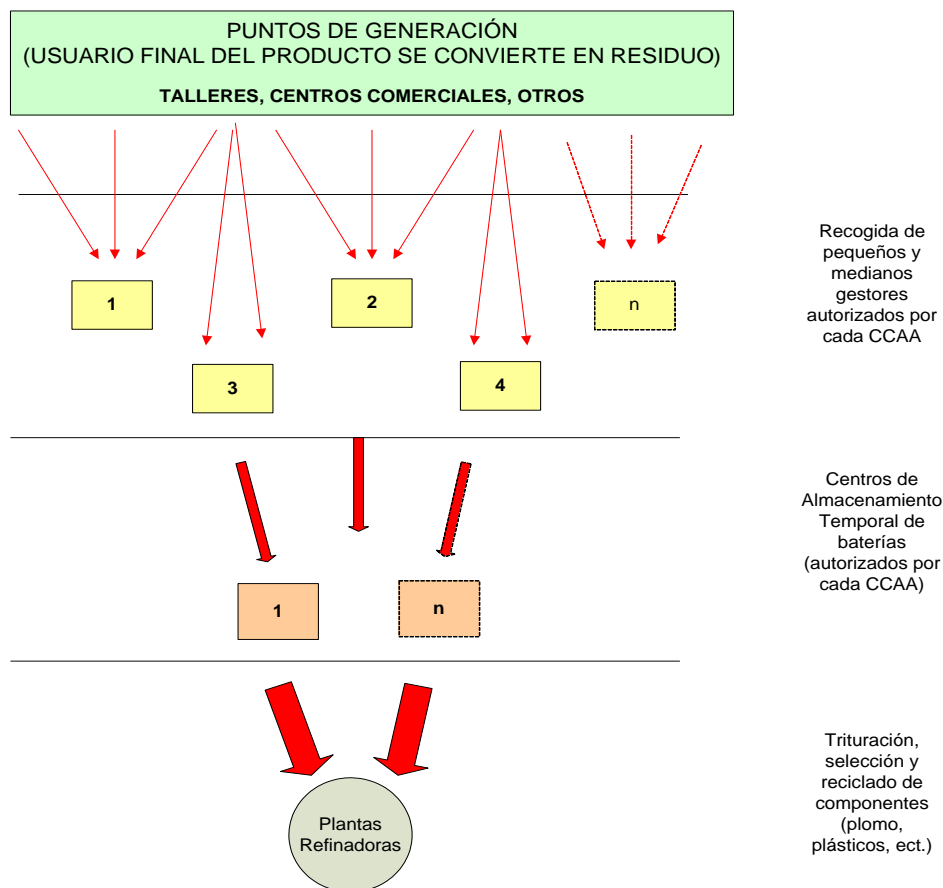 PUNTOS DE GENERACIÓN
(USUARIO FINAL DEL PRODUCTO SE CONVIERTE EN RESIDUO)
TALLERES, CENTROS COMERCIALES, OTROS
Recogida de
pequeños y
medianos
gestores
autorizados por
cada CCAA
1
2
n
3
4
Centros de
Almacenamiento
Temporal de
baterías
(autorizados por
cada CCAA)
1
n
Trituración,
selección y
reciclado de
componentes
(plomo,
plásticos, ect.)
Plantas
Refinadoras